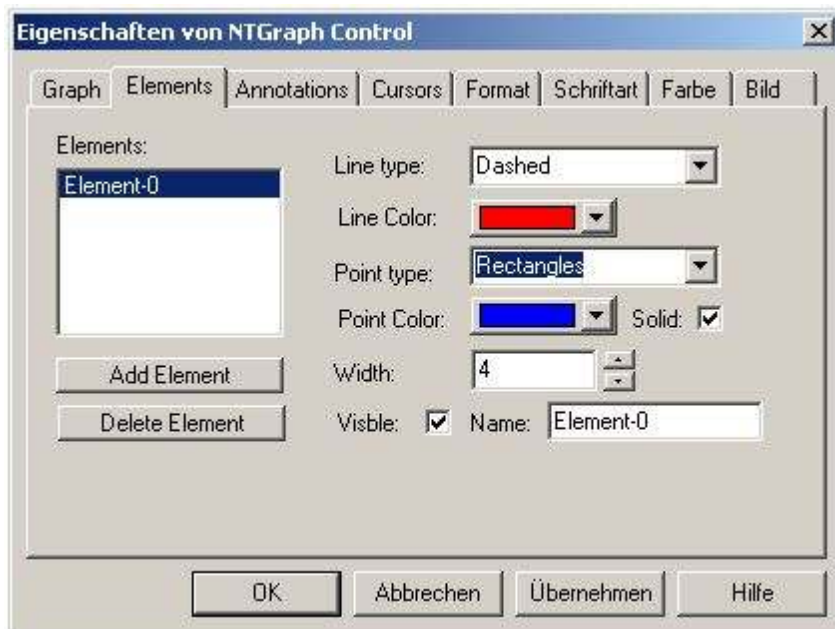 Eigenschaften von NTGraph Control
Graph Elements Annotations Cursors Format Schriftart Farbe Bild
Elements:
Element-0
Line type: Dashed
Line Color:
Point type: Rectangles
Point Color: Solid:
Add Element
Width: 4
Delete Element
Visble: Name: Element-0
OK Abbrechen Übernehmen Hilfe